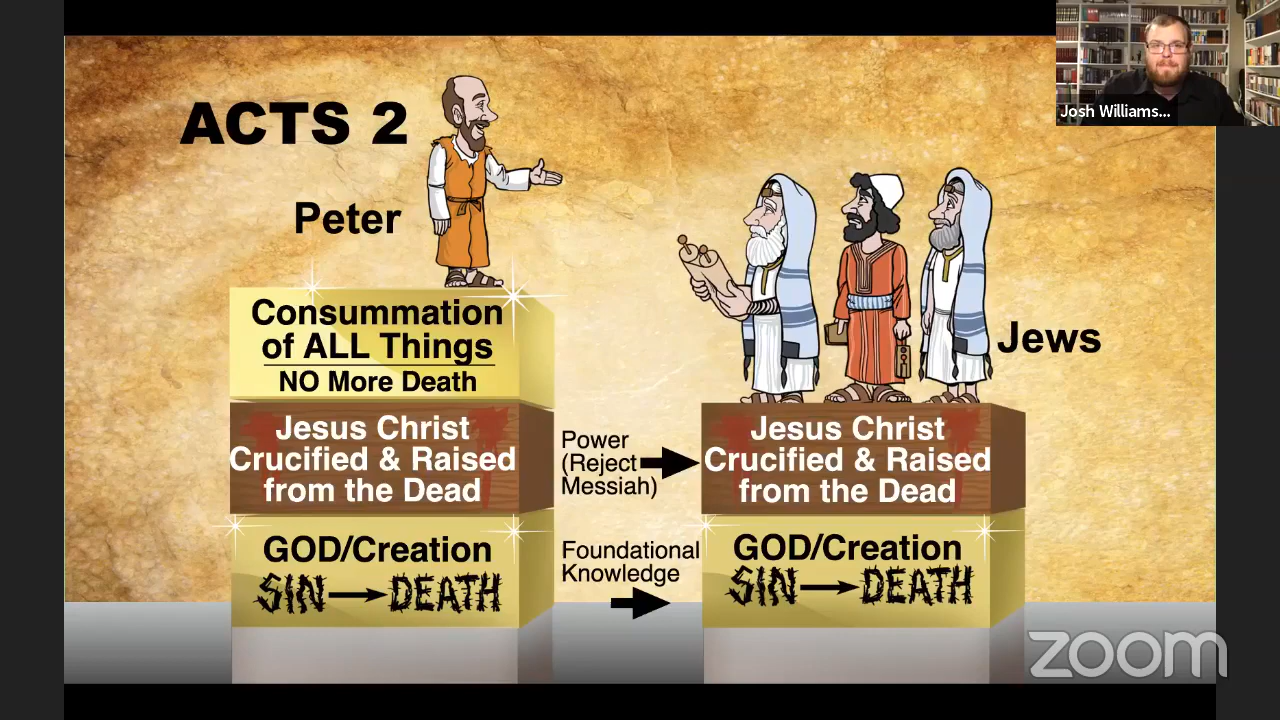 Josh Williams...
ACTS 2
Peter
Jews
Consummation
of ALL Things
NO More Death
Jesus Christ
Crucified & Raised
from the Dead
GOD/Creation
SIN → DEATH
Power
(Reject
Messiah)
Foundational
Knowledge
Jesus Christ
Crucified & Raised
from the Dead
GOD/Creation
SIN → DEATH
zoom